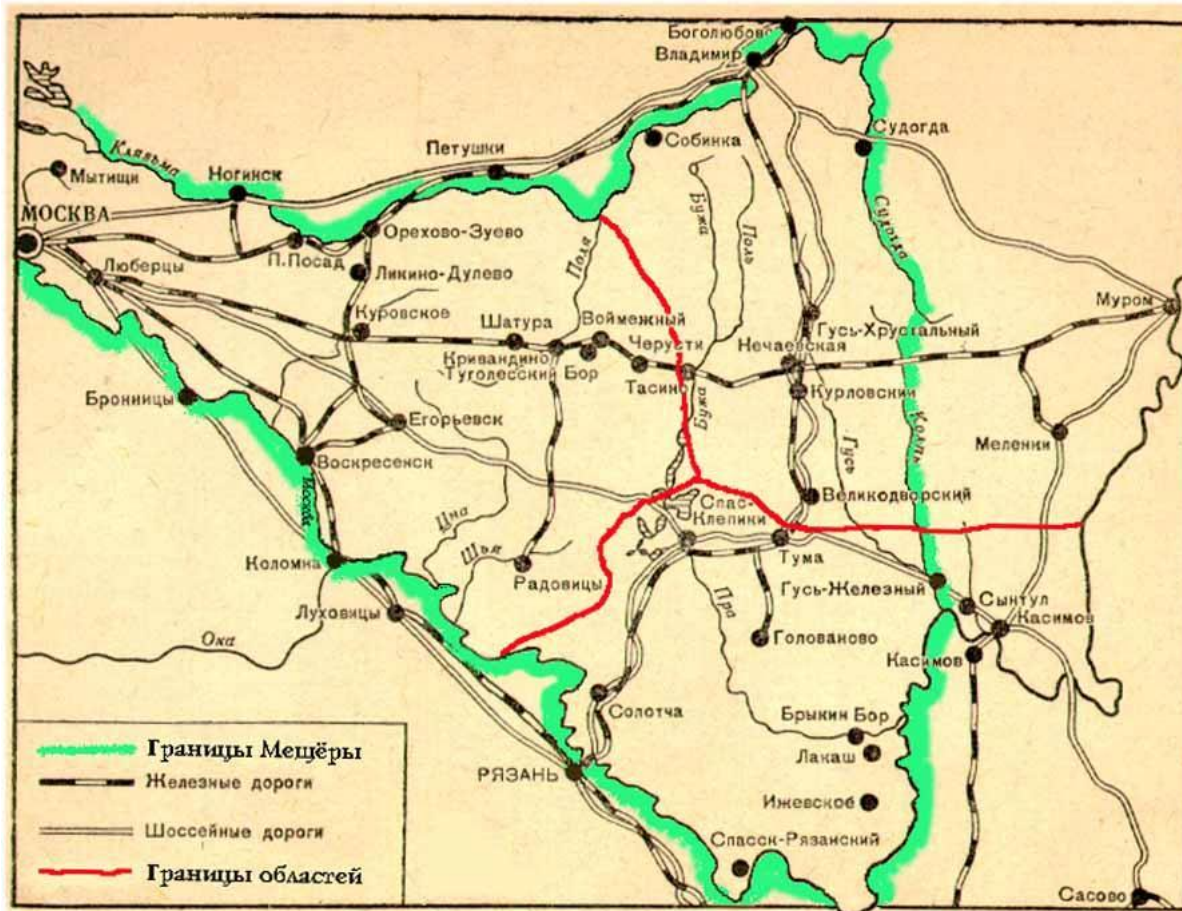 Боголюбово
Владимир
Судогда
Собинка
Петушки
Клязьма
Мытищи
Ногинск
МОСКВА
Бужа
Поль
Судогда
Орехово-Зуево
П.Посад
Поля
Люберцы
Ликино-Дулево
Муром
Куровское
Шатура
Воймежный
Гусь-Хрустальный
Кривандино
Черусти
Нечаевская
Туголесский Бор
Тасино
Курловский
Бронницы
Бужа
Егорьевск
Гусь
Колпь
Меленки
Воскресенск
Москва
Великодворский
Цна
Спас-
Клепики
Шья
Тума
Коломна
Радовицы
Пра
Гусь-Железный
Сынтул
Луховицы
Касимов
Ока
Голованово
Касимов
Солотча
Брыкин Бор
Лакаш
РЯЗАНЬ
Ижевское
Спасск-Рязанский
Сасово
Границы Мещёры
Железные дороги
Шоссейные дороги
Границы областей